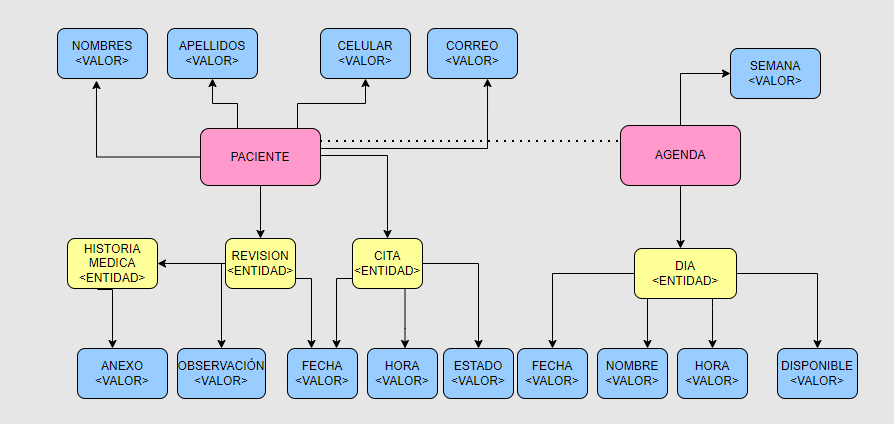 NOMBRES
<VALOR>
APELLIDOS
<VALOR>
CELULAR
<VALOR>
CORREO
<VALOR>
SEMANA
<VALOR>
PACIENTE
AGENDA
HISTORIA
MEDICA
<ENTIDAD>
REVISION
<ENTIDAD>
CITA
<ENTIDAD>
DIA
<ENTIDAD>
ANEXO
<VALOR>
OBSERVACIÓN
<VALOR>
FECHA
<VALOR>
HORA
<VALOR>
ESTADO
<VALOR>
FECHA
<VALOR>
NOMBRE
<VALOR>
HORA
<VALOR>
DISPONIBLE
<VALOR>